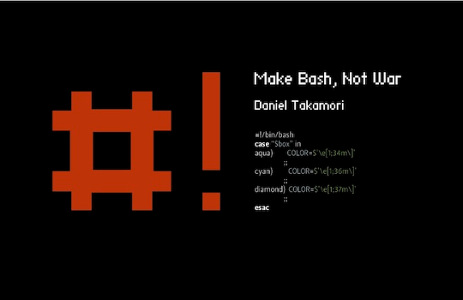 #!
Make Bash, Not War
Daniel Takamori
#!/bin/bash
case "$box" in
aqua) COLOR=$'\e[1;34m\]'
;;
cyan) COLOR=$'\e[1;36m\]'
;;
diamond) COLOR=$'\e[1;37m\]'
;;
esac